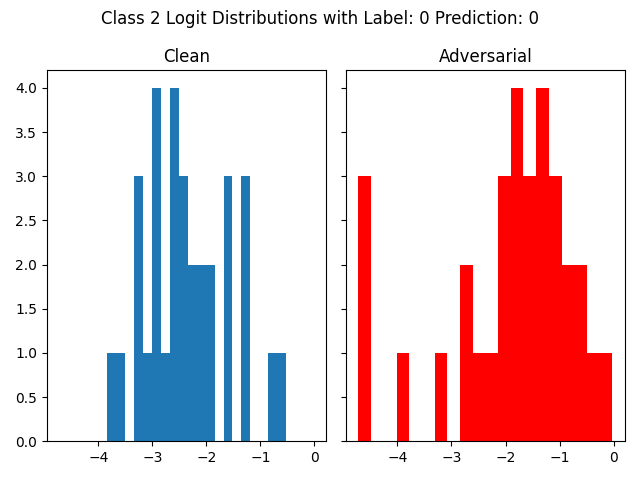 Class 2 Logit Distributions with Label: 0 Prediction: 0
Clean
Adversarial
4.0
3.5
3.0
2.5
2.0
1.5
1.0
0.5
0.0
−4 −3 −2 −1 0
−4 −3 −2 −1 0